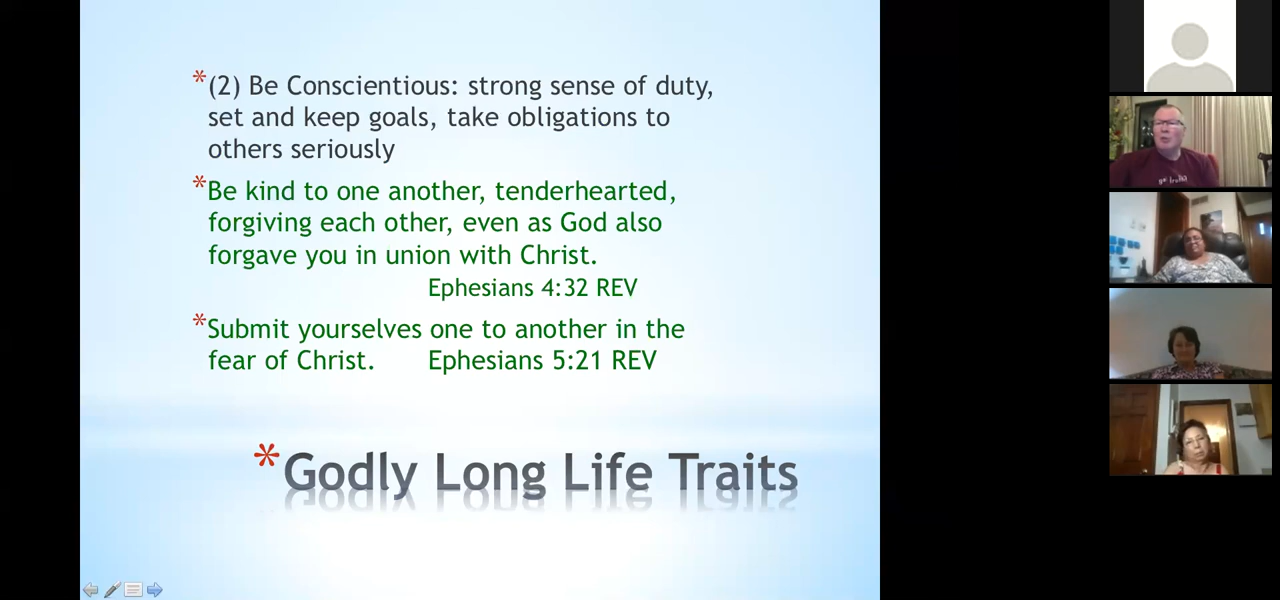 *(2) Be Conscientious: strong sense of duty,
set and keep goals, take obligations to
others seriously
*Be kind to one another, tenderhearted,
forgiving each other, even as God also
forgave you in union with Christ.
Ephesians 4:32 REV
*Submit yourselves one to another in the
fear of Christ. Ephesians 5:21 REV
*Godly Long Life Traits